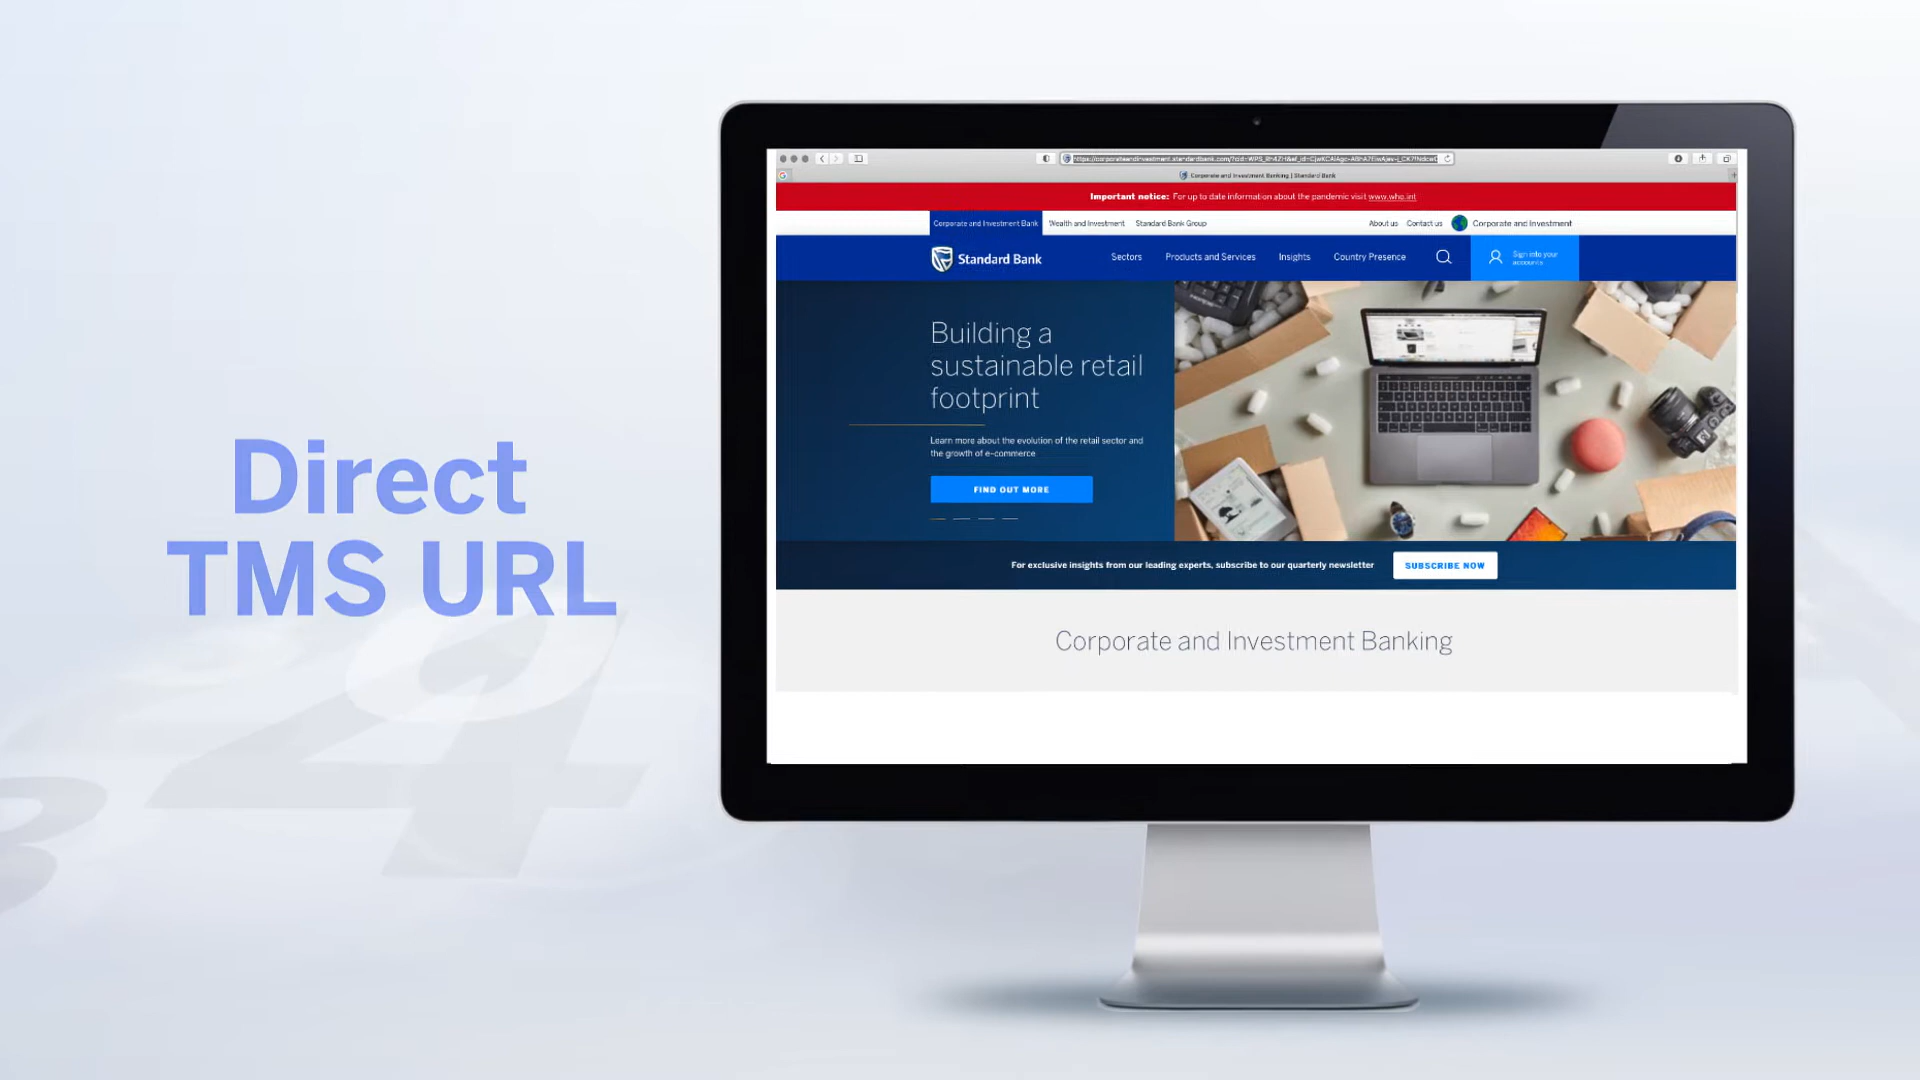 Direct
TMS URL
Corporate and Investment Banking | Standard Bank
Important notice: For up to date information about the pandemic visit www.who.int
Corporate and Investment Bank Wealth and Investment Standard Bank Group About us Contact us Corporate and Investment
Standard Bank Sectors Products and Services Insights Country Presence Sign into your
accounts
Building a
sustainable retail
footprint
Learn more about the evolution of the retail sector and
the growth of e-commerce
FIND OUT MORE
For exclusive insights from our leading experts, subscribe to our quarterly newsletter SUBSCRIBE NOW
Corporate and Investment Banking